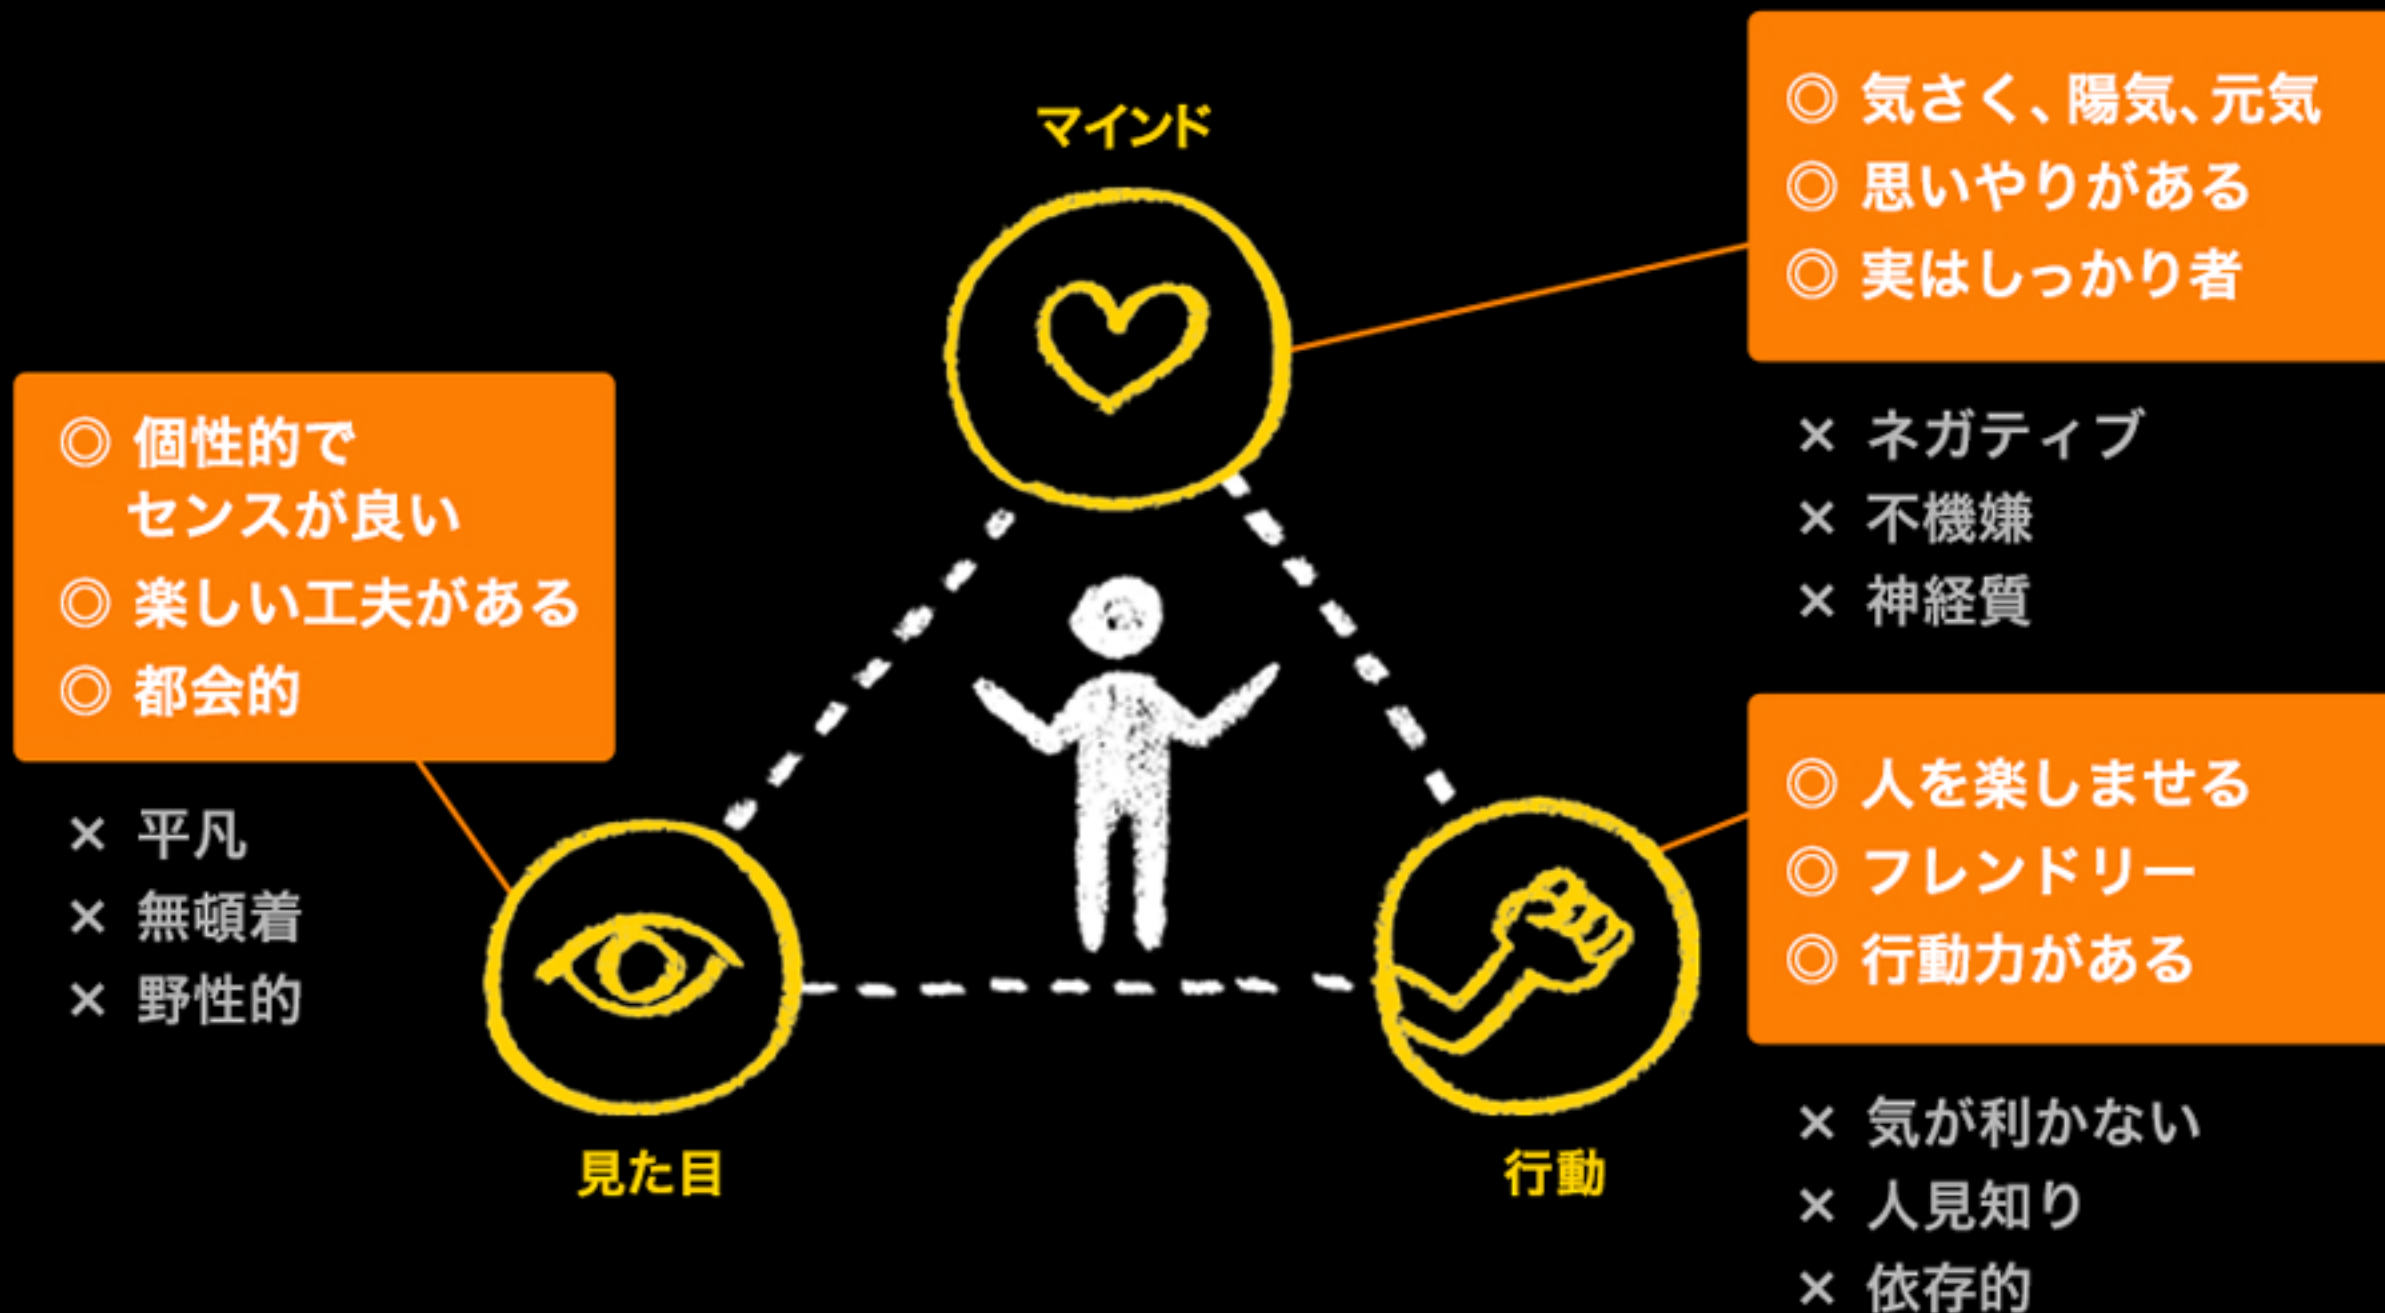 マインド
◎ 気さく、陽気、元気
◎ 思いやりがある
◎ 実はしっかり者
× ネガティブ
× 不機嫌
× 神経質
◎ 個性的で
センスが良い
◎ 楽しい工夫がある
◎ 都会的
× 平凡
× 無頓着
× 野性的
見た目
◎ 人を楽しませる
◎ フレンドリー
◎ 行動力がある
× 気が利かない
× 人見知り
× 依存的
行動